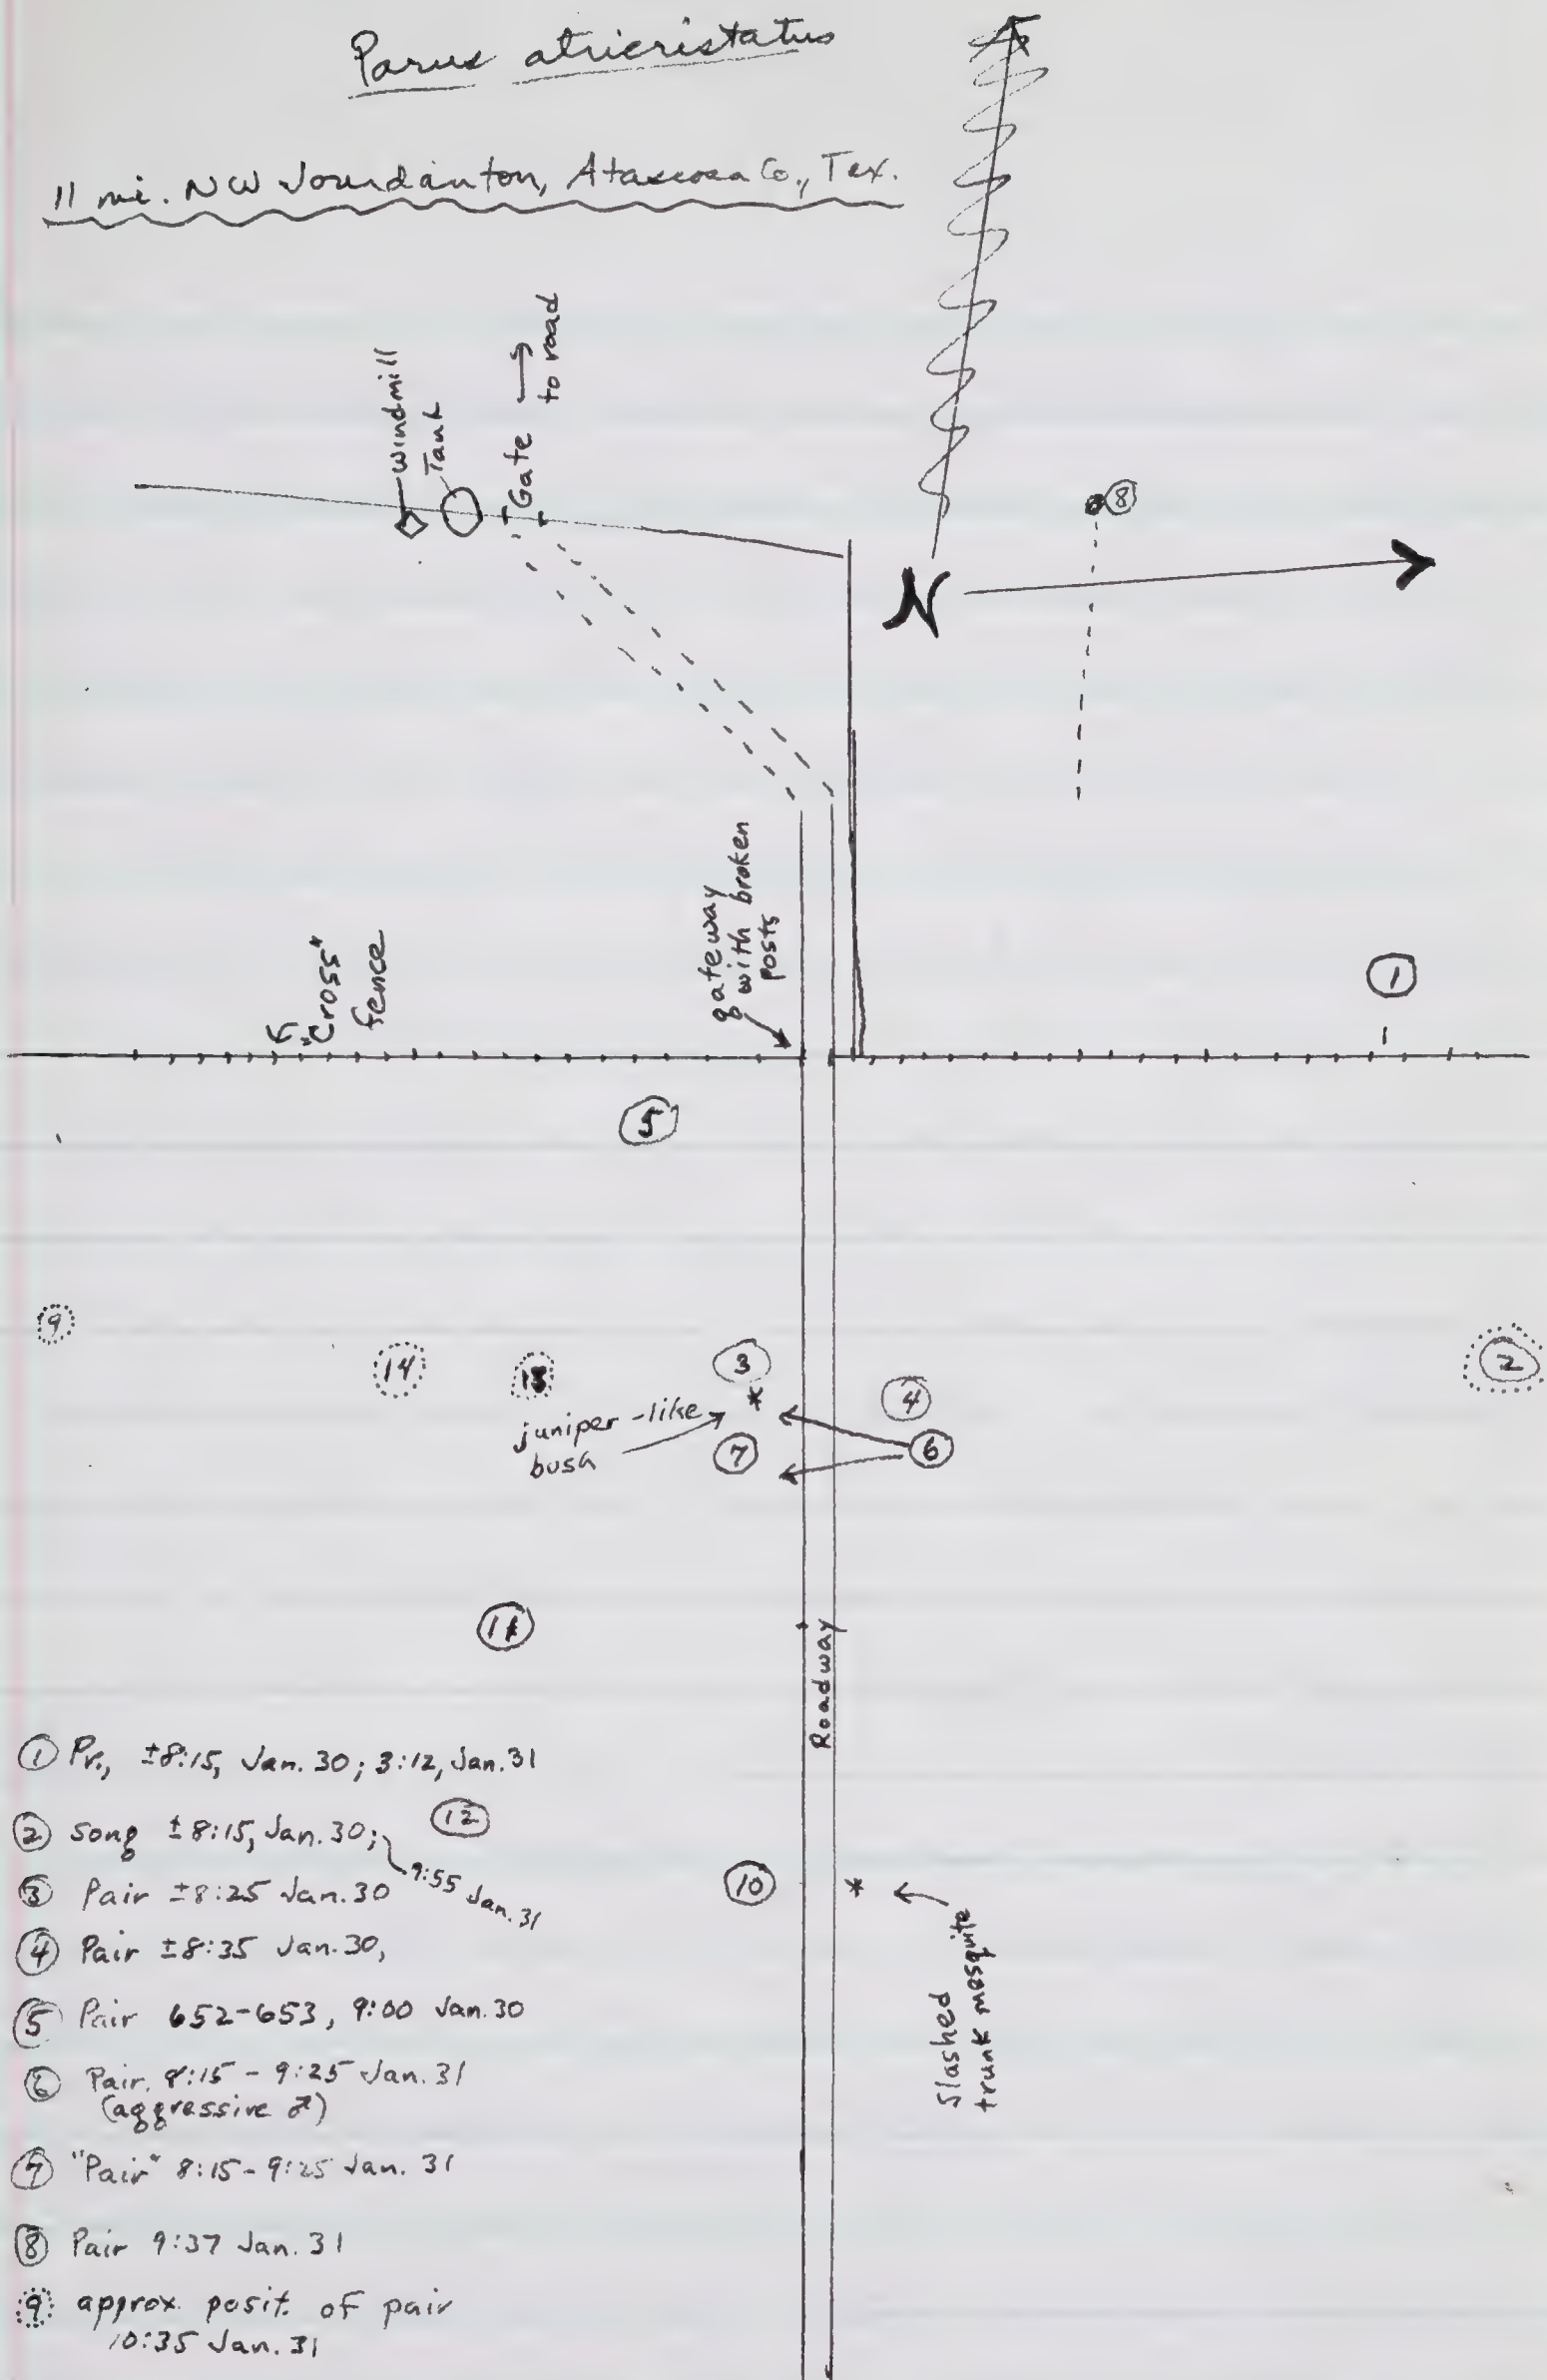 Parus atricristatus
11 mi. NW Jourdanton, Atascosa Co., Tex.
windmill
Tank
Gate → to road
8
N
"Cross"
fence
gateway
with broken
posts
1
5
9
14
3
2
*
4
juniper-like
bush
7
6
11
Roadway
① Pr., ±8:15, Jan. 30; 3:12, Jan. 31
② song ±8:15, Jan. 30; 9:55 Jan. 31
12
③ Pair ±8:25 Jan. 30
10
*
Slashed
trunk mesquite
④ Pair ±8:35 Jan. 30,
⑤ Pair 652-653, 9:00 Jan. 30
⑥ Pair. 8:15 - 9:25 Jan. 31
(aggressive ♂)
⑦ "Pair" 8:15 - 9:25 Jan. 31
⑧ Pair 9:37 Jan. 31
⑨ approx. posit. of pair
10:35 Jan. 31